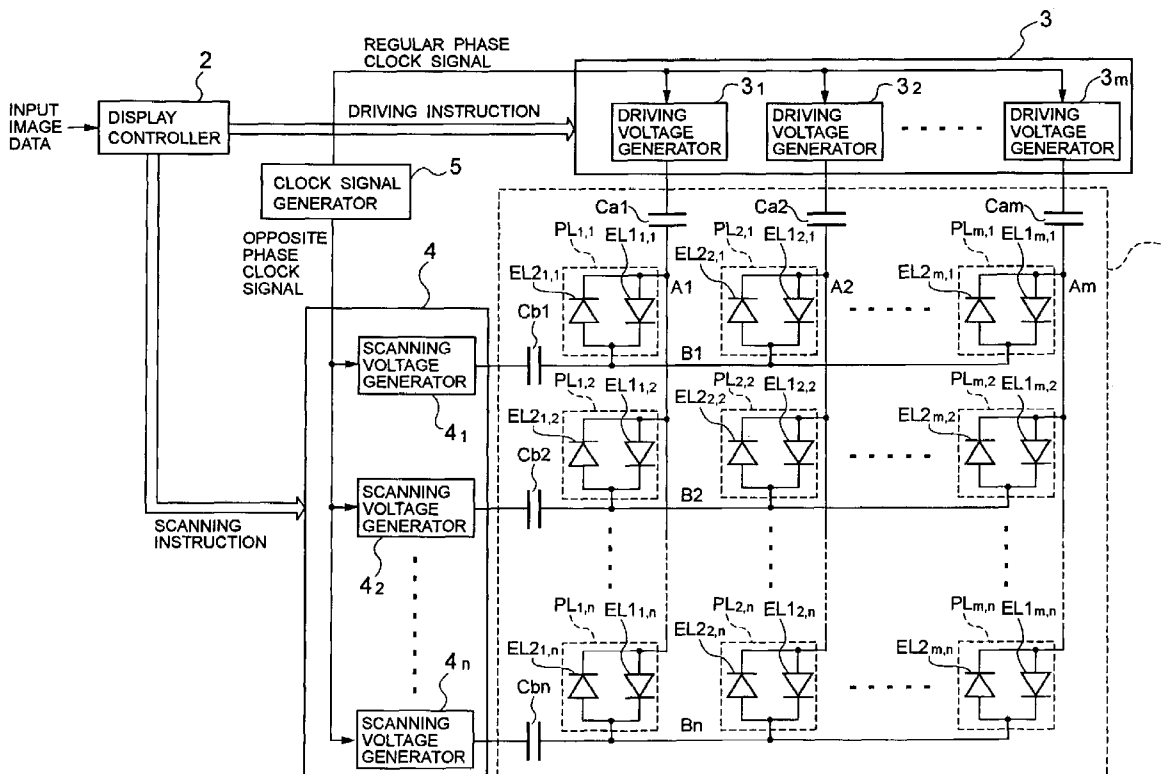 REGULAR PHASE
CLOCK SIGNAL
3
2
INPUT
IMAGE
DATA
DISPLAY
CONTROLLER
DRIVING INSTRUCTION
3₁
DRIVING
VOLTAGE
GENERATOR
3₂
DRIVING
VOLTAGE
GENERATOR
3m
DRIVING
VOLTAGE
GENERATOR
5
CLOCK SIGNAL
GENERATOR
OPPOSITE
PHASE
CLOCK
SIGNAL
Ca1
Ca2
Cam
PL1,1
EL11,1
EL21,1
A1
PL2,1
EL12,1
EL22,1
A2
PLm,1
EL1m,1
EL2m,1
Am
4
Cb1
B1
SCANNING
VOLTAGE
GENERATOR
4₁
PL1,2
EL11,2
EL21,2
PL2,2
EL12,2
EL22,2
PLm,2
EL1m,2
EL2m,2
Cb2
B2
SCANNING
VOLTAGE
GENERATOR
4₂
SCANNING
INSTRUCTION
PL1,n
EL11,n
EL21,n
PL2,n
EL12,n
EL22,n
PLm,n
EL1m,n
EL2m,n
4n
Cbn
Bn
SCANNING
VOLTAGE
GENERATOR